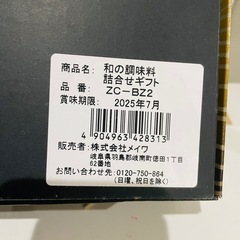 商品名： 和の調味料
詰合せギフト
品　番： ZC－BZ2
賞味期限： 2025年7月
4 904963 428313
販売者：株式会社メイワ
岐阜県羽島郡岐南町徳田1丁目
62番地
お問い合わせ先：0120-750-864
(日曜、祝日を除く)